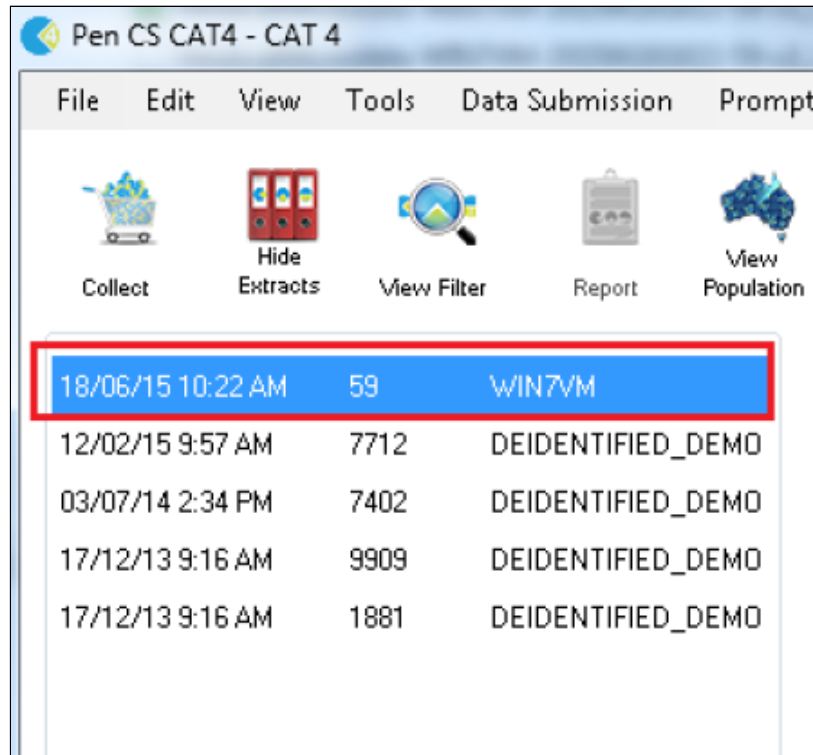 Pen CS CAT4 - CAT 4
File Edit View Tools Data Submission Prompt
Collect
Hide Extracts
View Filter
Report
View Population
18/06/15 10:22 AM 59 WIN7VM
12/02/15 9:57 AM 7712 DEIDENTIFIED_DEMO
03/07/14 2:34 PM 7402 DEIDENTIFIED_DEMO
17/12/13 9:16 AM 9909 DEIDENTIFIED_DEMO
17/12/13 9:16 AM 1881 DEIDENTIFIED_DEMO